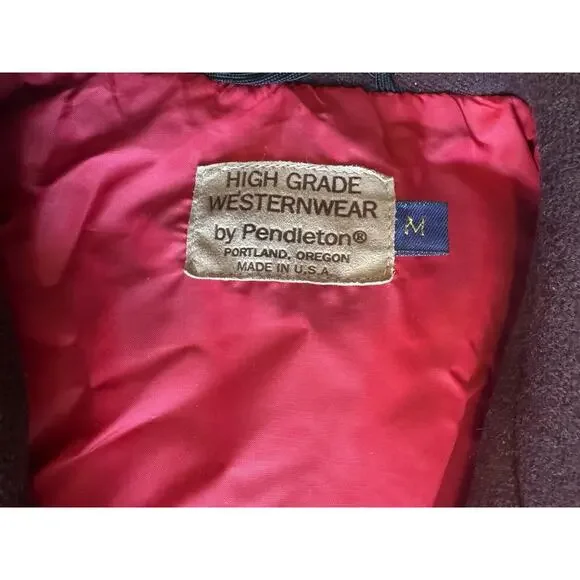 HIGH GRADE
WESTERNWEAR
by Pendleton®
PORTLAND, OREGON
MADE IN U.S.A.
M